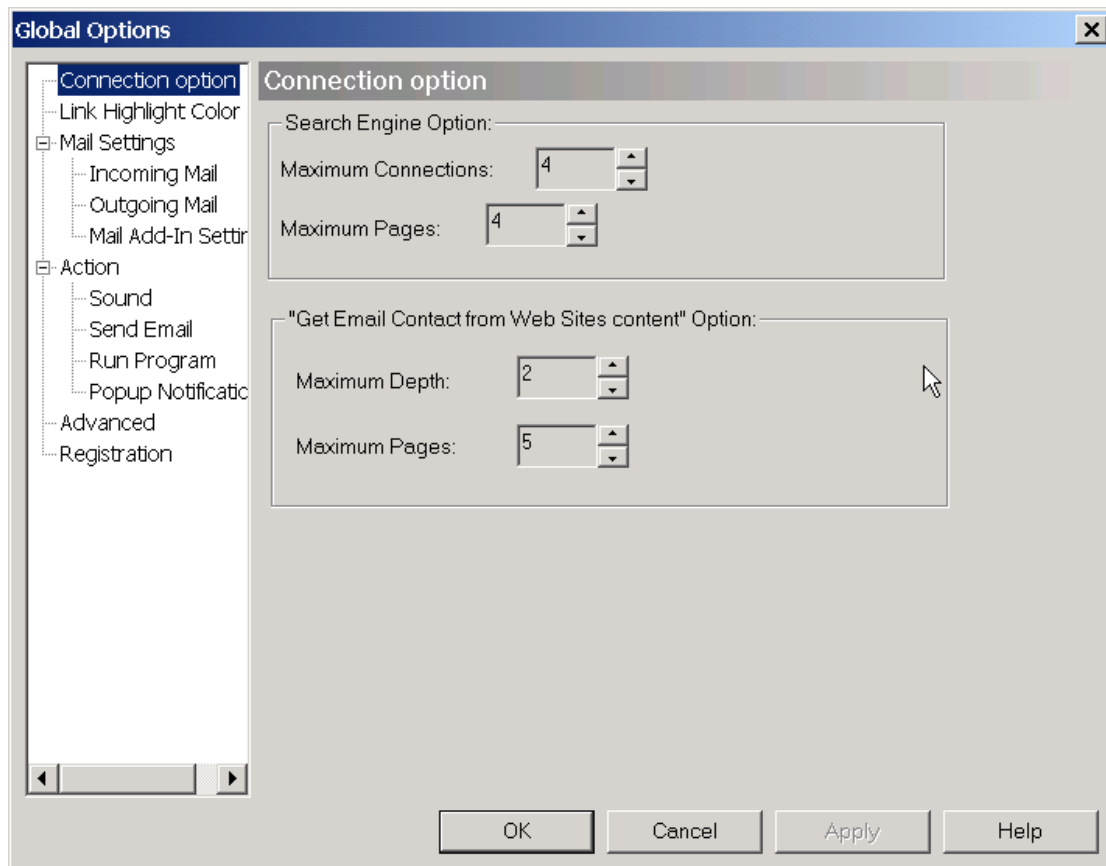 Global Options
Connection option
Link Highlight Color
Mail Settings
Incoming Mail
Outgoing Mail
Mail Add-In Settin
Action
Sound
Send Email
Run Program
Popup Notificatic
Advanced
Registration
Connection option
Search Engine Option:
Maximum Connections: 4
Maximum Pages: 4
"Get Email Contact from Web Sites content" Option:
Maximum Depth: 2
Maximum Pages: 5
OK Cancel Apply Help